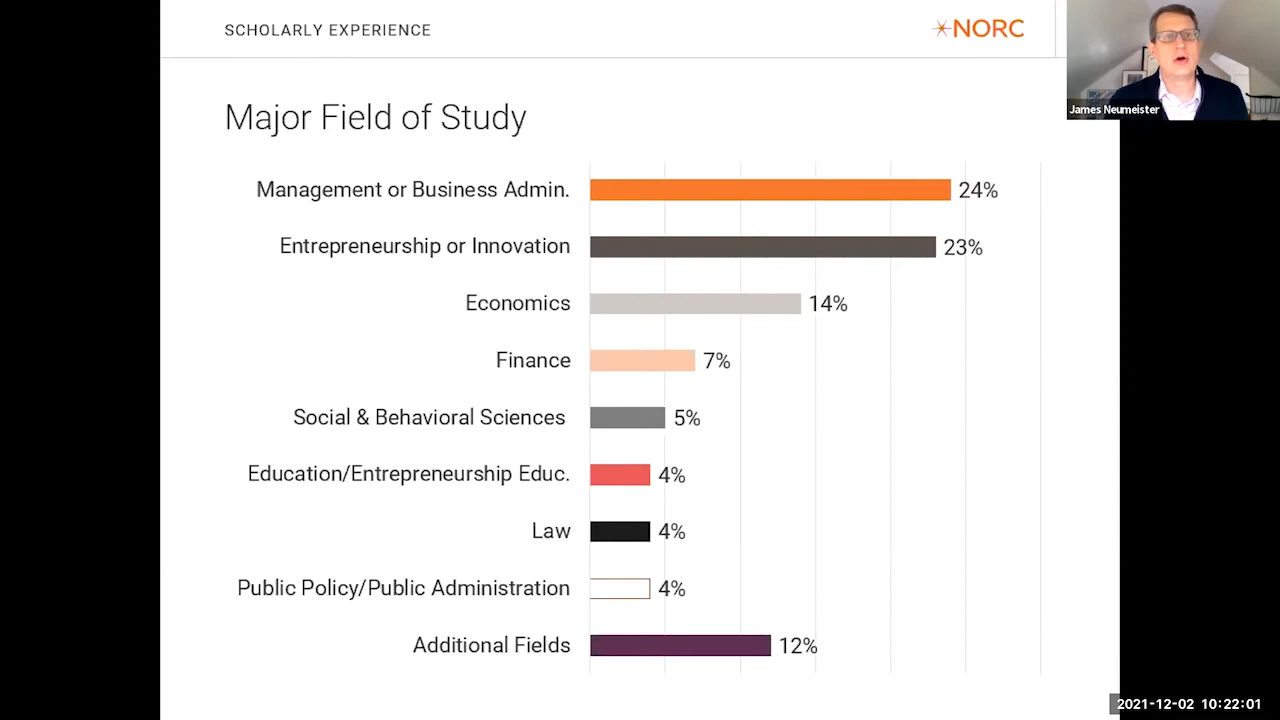 SCHOLARLY EXPERIENCE
NORC
James Neumeister
Major Field of Study
Management or Business Admin. 24%
Entrepreneurship or Innovation 23%
Economics 14%
Finance 7%
Social & Behavioral Sciences 5%
Education/Entrepreneurship Educ. 4%
Law 4%
Public Policy/Public Administration 4%
Additional Fields 12%
2021-12-02 10:22:01